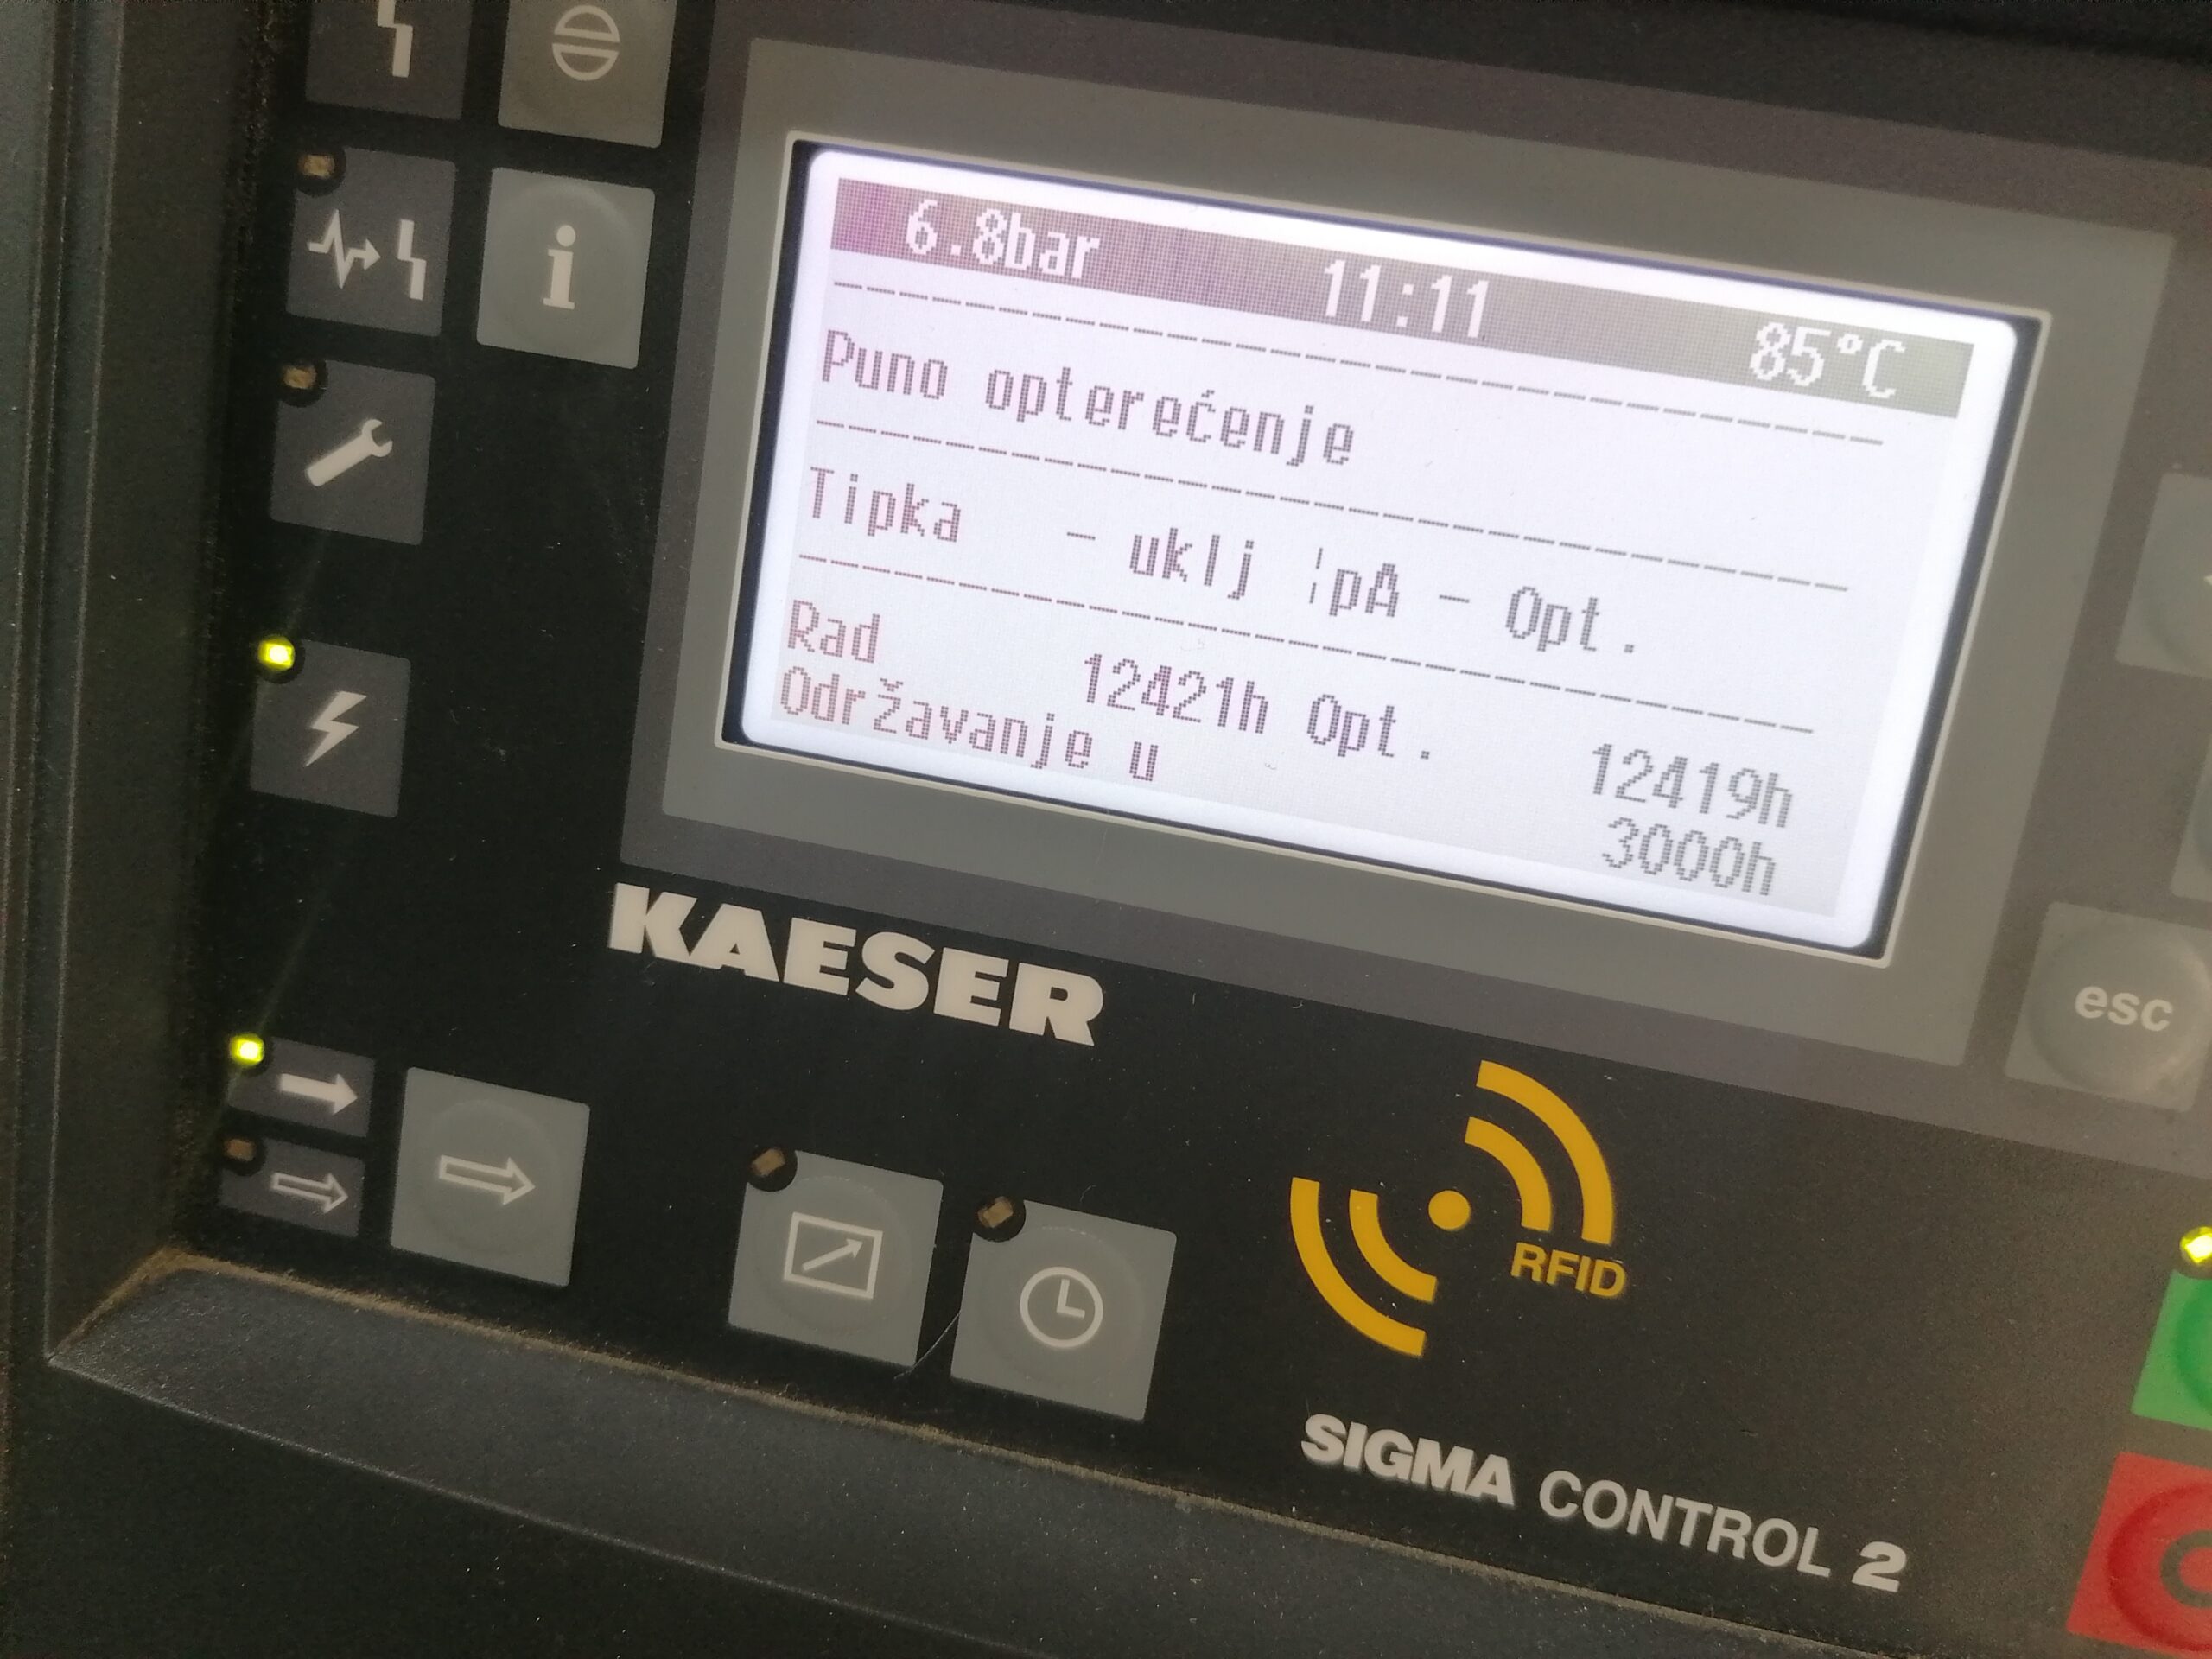 6.8bar 11:11 85°C
Puno opterećenje
Tipka - uklj ¦pA - Opt.
Rad 12421h Opt. 12419h
Održavanje u 3000h
KAESER
esc
RFID
SIGMA CONTROL 2